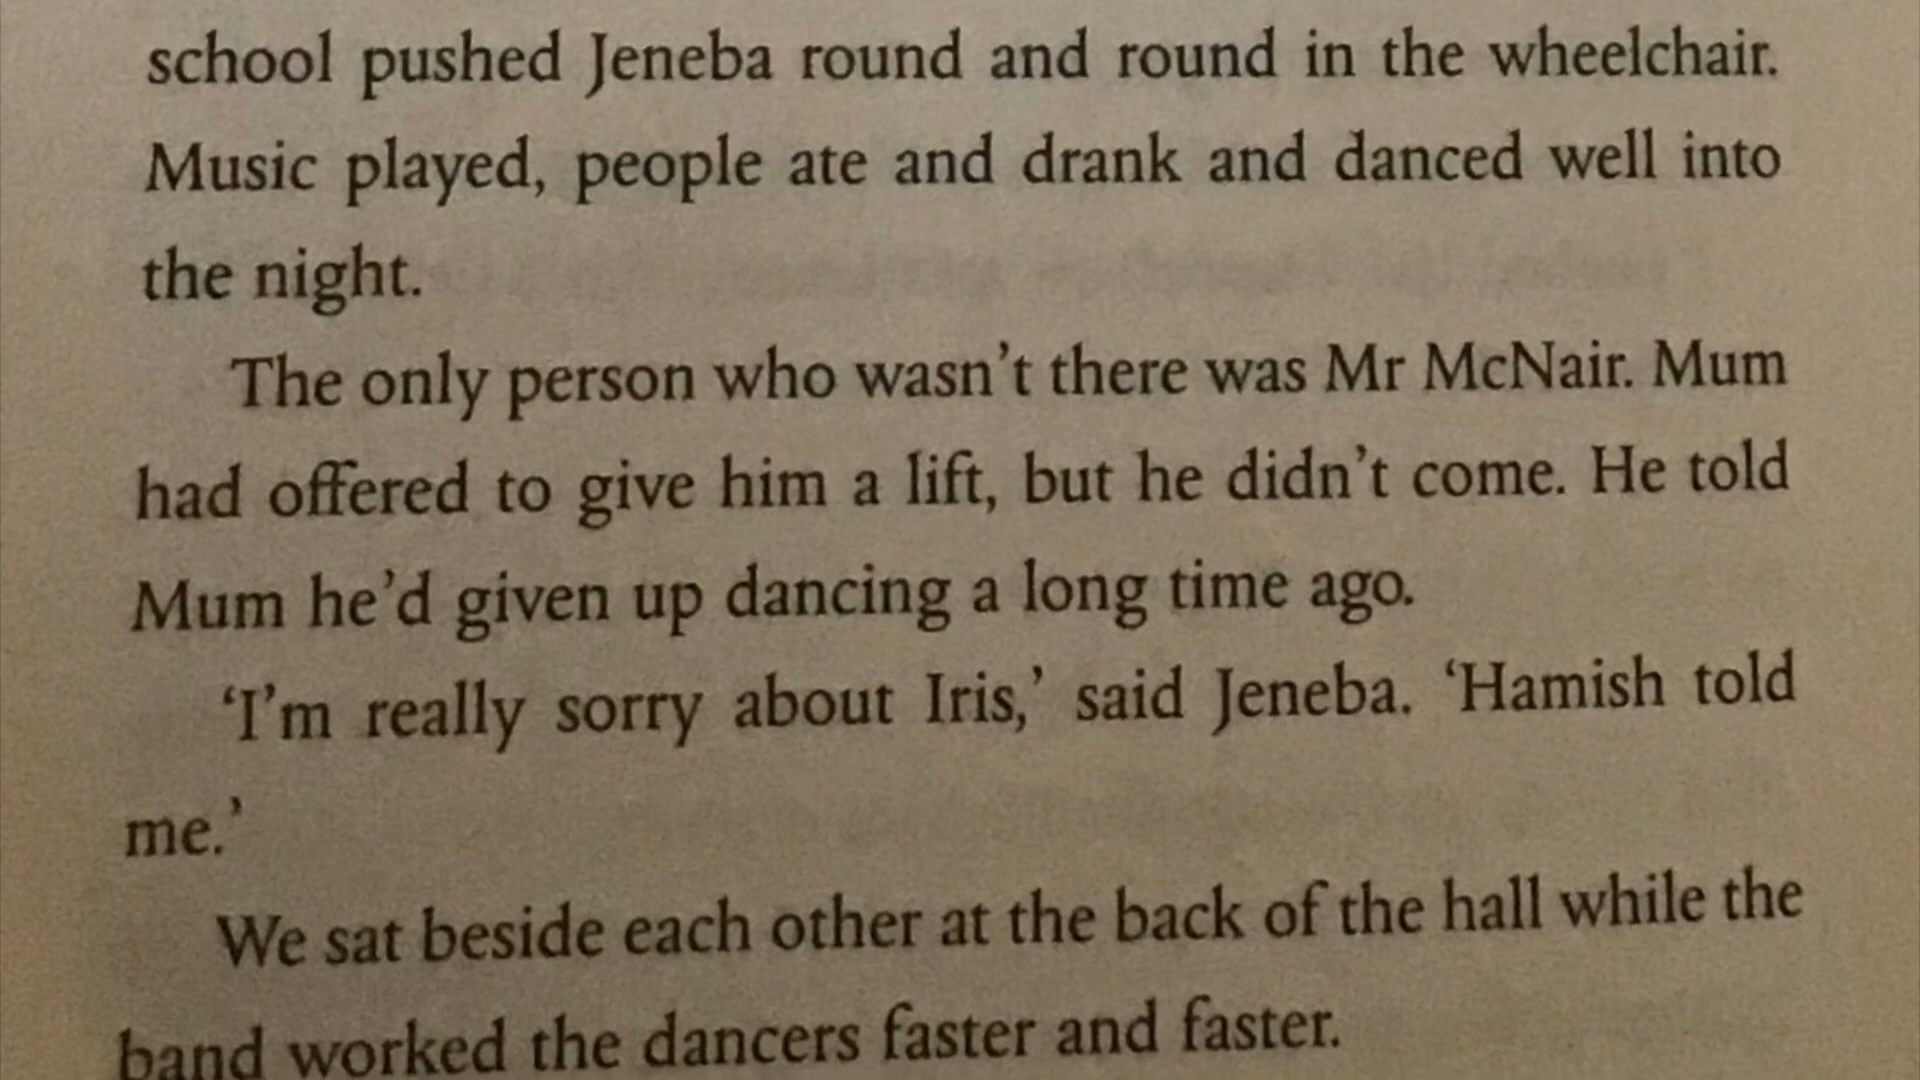 school pushed Jeneba round and round in the wheelchair.
Music played, people ate and drank and danced well into
the night.
The only person who wasn’t there was Mr McNair. Mum
had offered to give him a lift, but he didn’t come. He told
Mum he’d given up dancing a long time ago.
‘I’m really sorry about Iris,’ said Jeneba. ‘Hamish told
me.’
We sat beside each other at the back of the hall while the
band worked the dancers faster and faster.